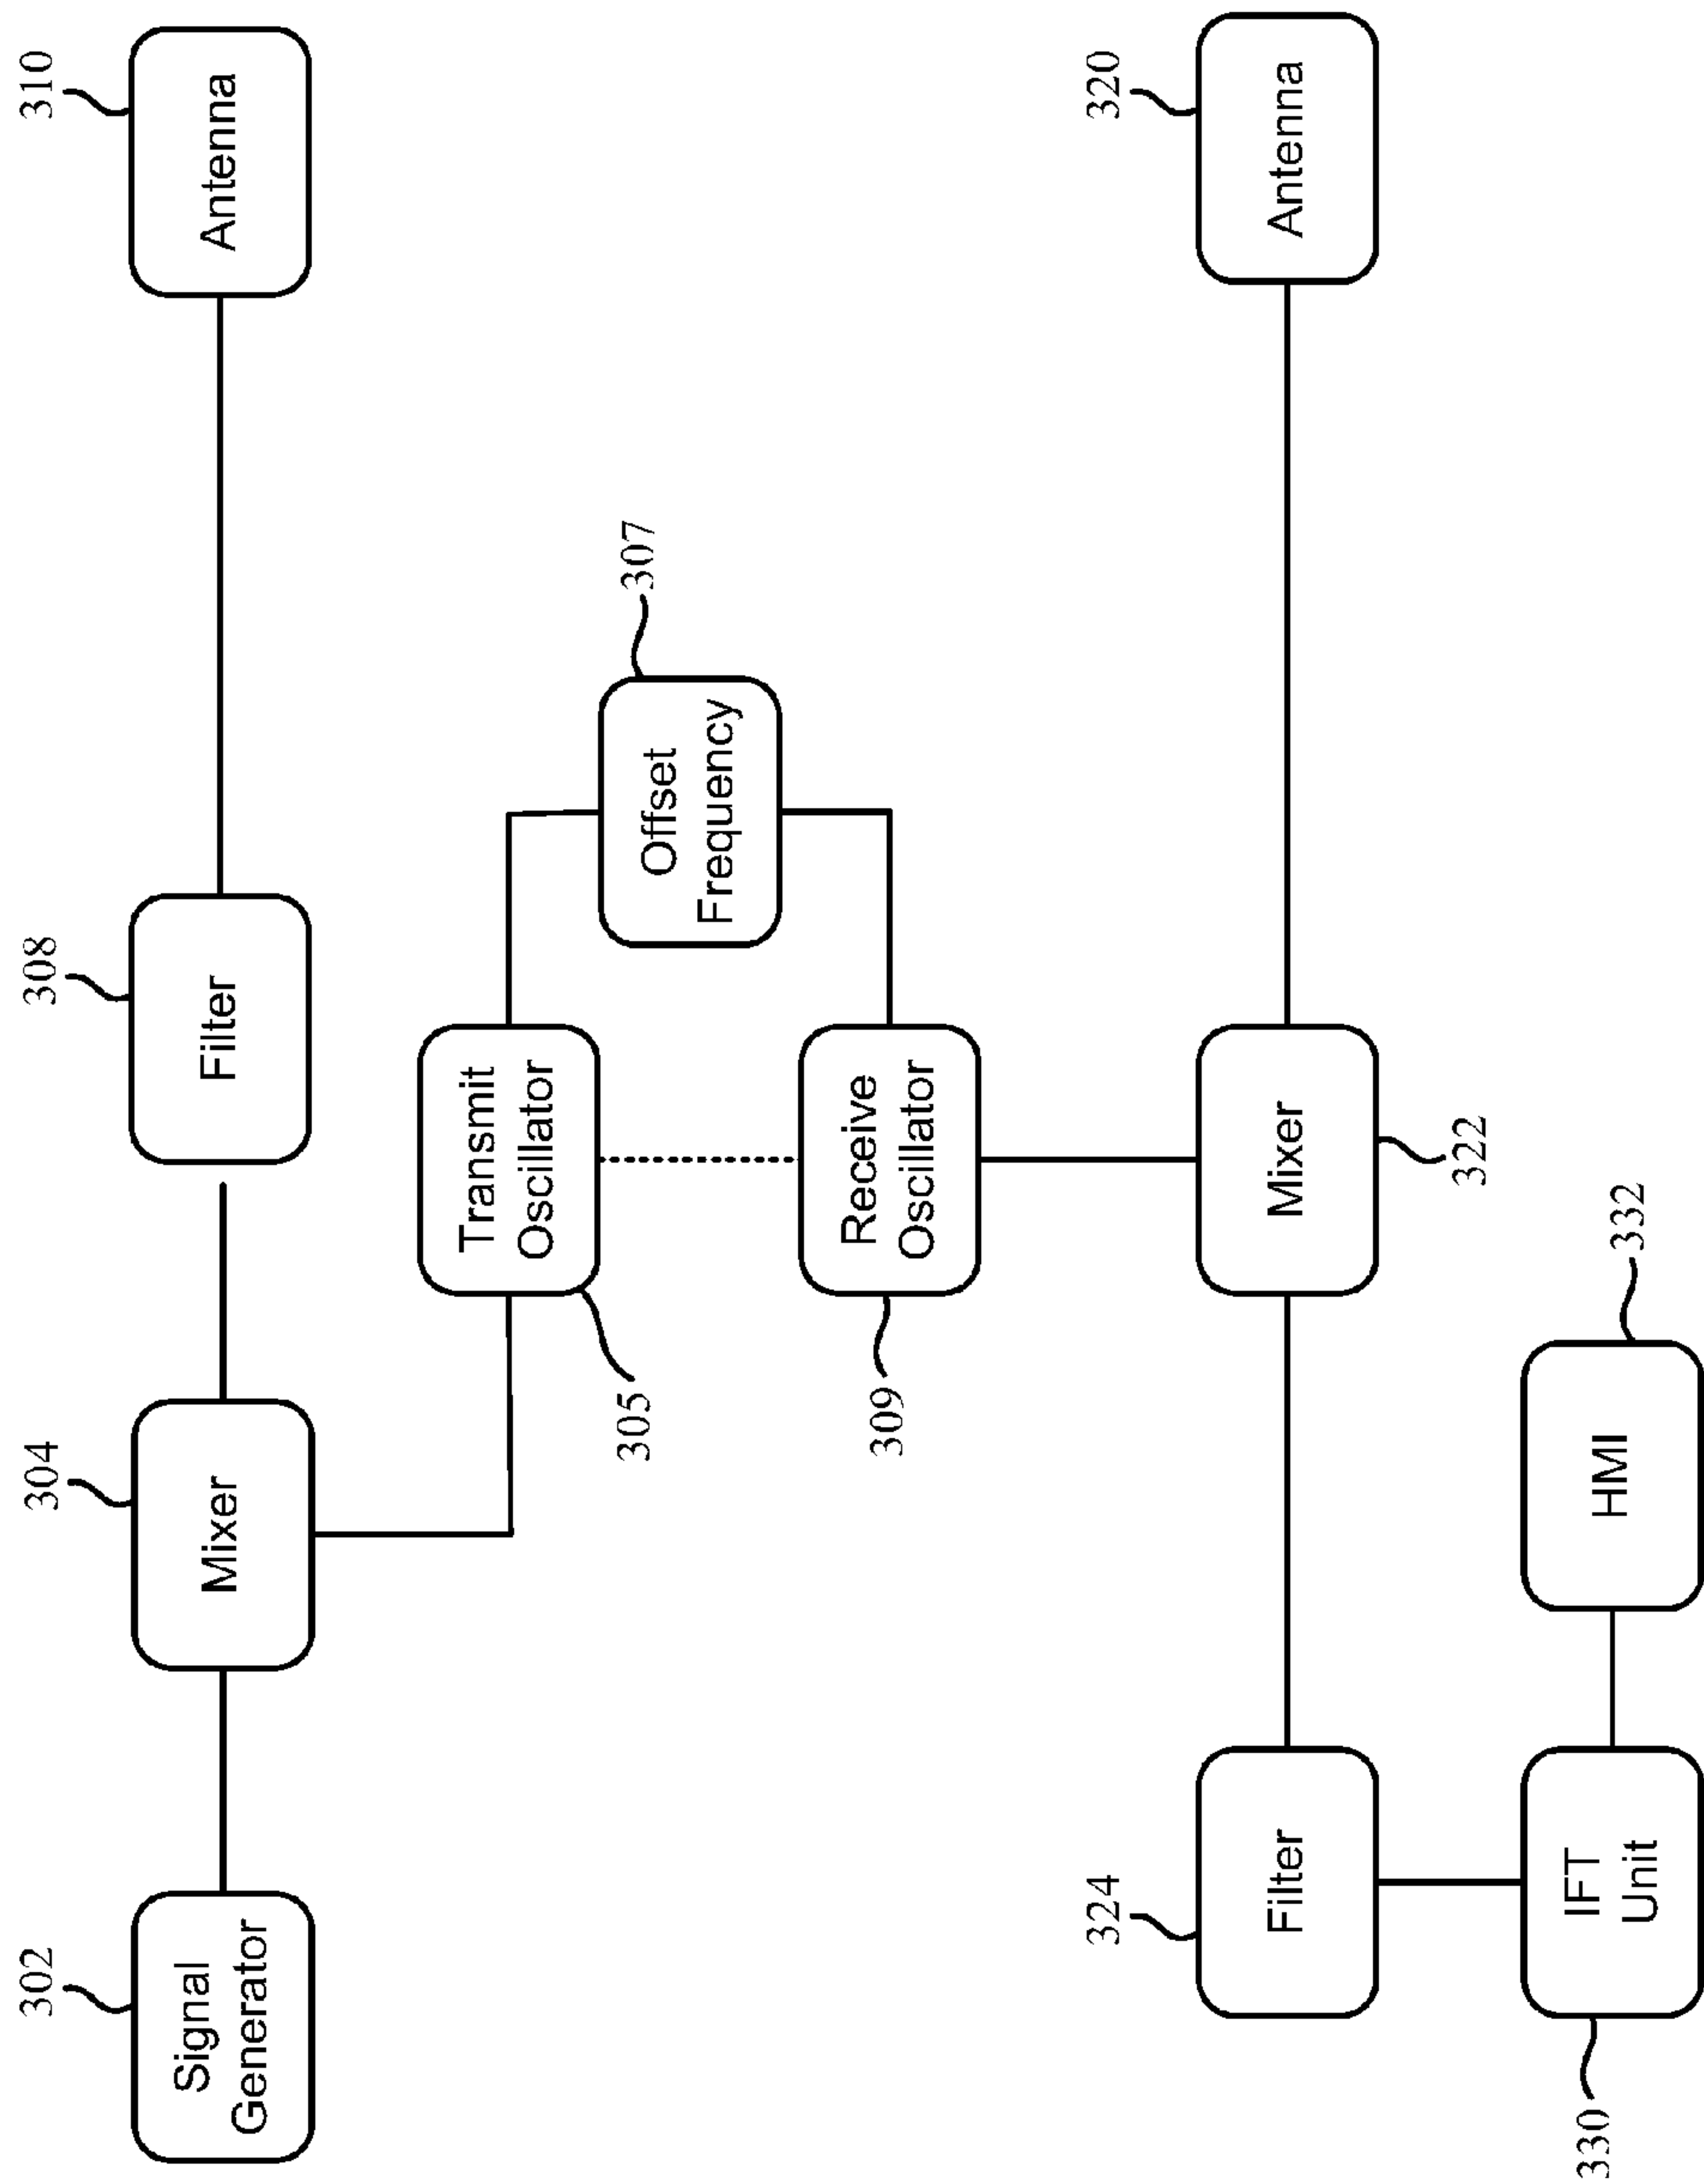 302
Signal
Generator
304
Mixer
308
Filter
310
Antenna
Transmit
Oscillator
305
Offset
Frequency
307
Receive
Oscillator
309
324
Filter
Mixer
322
320
Antenna
IFT
Unit
330
HMI
332